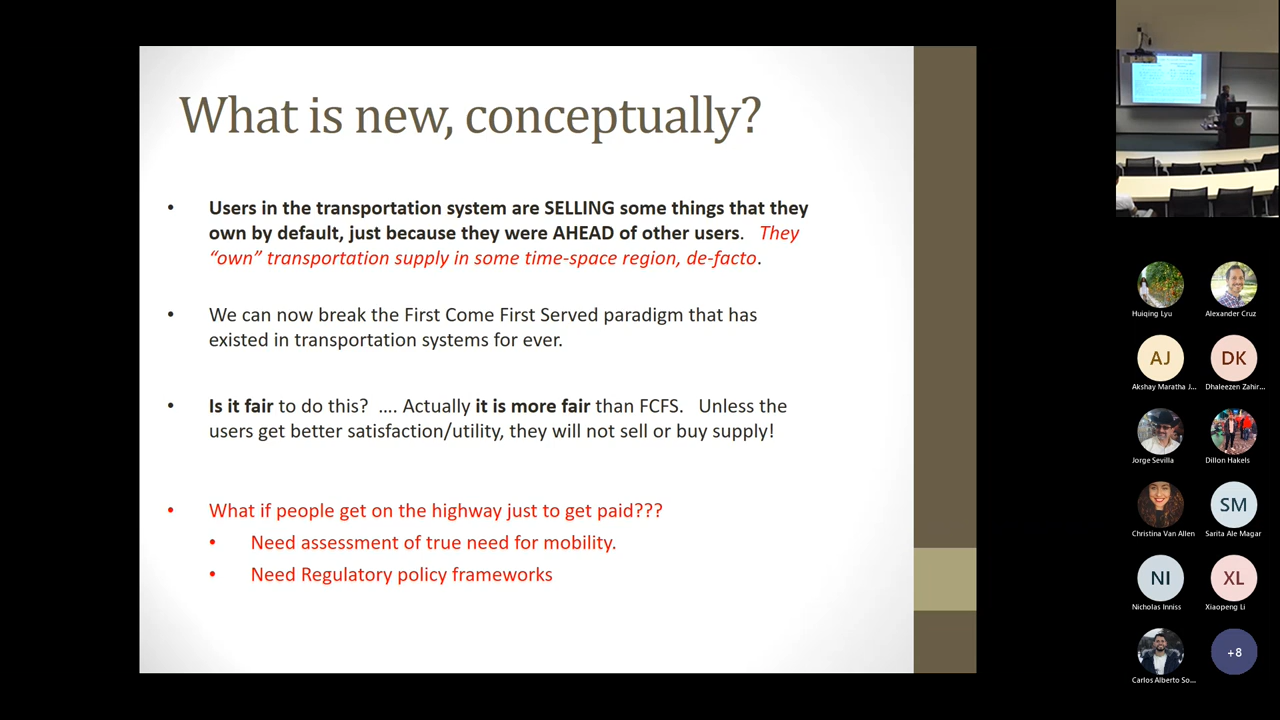 What is new, conceptually?
• Users in the transportation system are SELLING some things that they
own by default, just because they were AHEAD of other users. They
“own” transportation supply in some time-space region, de-facto.
• We can now break the First Come First Served paradigm that has
existed in transportation systems for ever.
• Is it fair to do this? .... Actually it is more fair than FCFS. Unless the
users get better satisfaction/utility, they will not sell or buy supply!
• What if people get on the highway just to get paid???
• Need assessment of true need for mobility.
• Need Regulatory policy frameworks
Huiqing Lyu
Alexander Cruz
AJ
DK
Akshay Maratha J...
Dhaleezen Zahir...
Jorge Sevilla
Dillon Hakels
Christina Van Allen
SM
Sarita Ale Magar
NI
XL
Nicholas Inniss
Xiaopeng Li
Carlos Alberto So...
+8